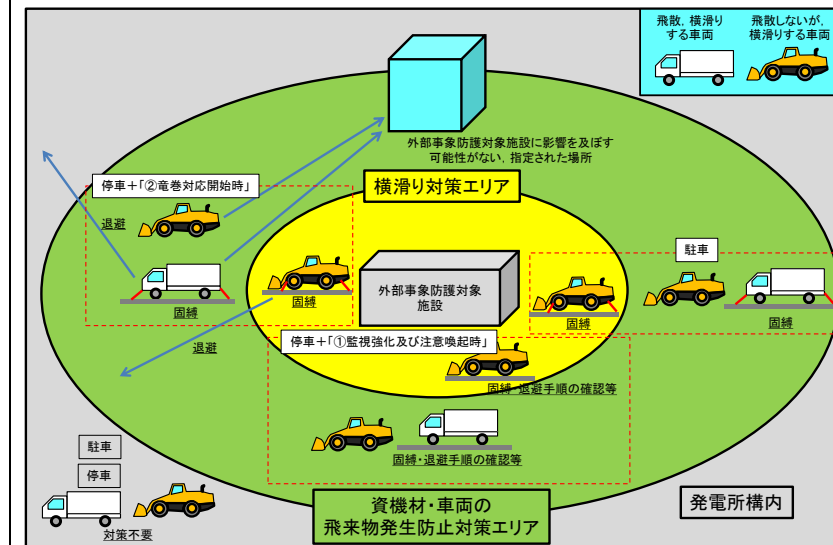 飛散，横滑り
する車両
飛散しないが，
横滑りする車両
外部事象防護対象施設に影響を及ぼす
可能性がない，指定された場所
停車＋「②竜巻対応開始時」
横滑り対策エリア
退避
駐車
固縛
固縛
外部事象防護対象
施設
固縛
固縛
停車＋「①監視強化及び注意喚起時」
退避
固縛・退避手順の確認等
固縛・退避手順の確認等
駐車
停車
対策不要
資機材・車両の
飛来物発生防止対策エリア
発電所構内